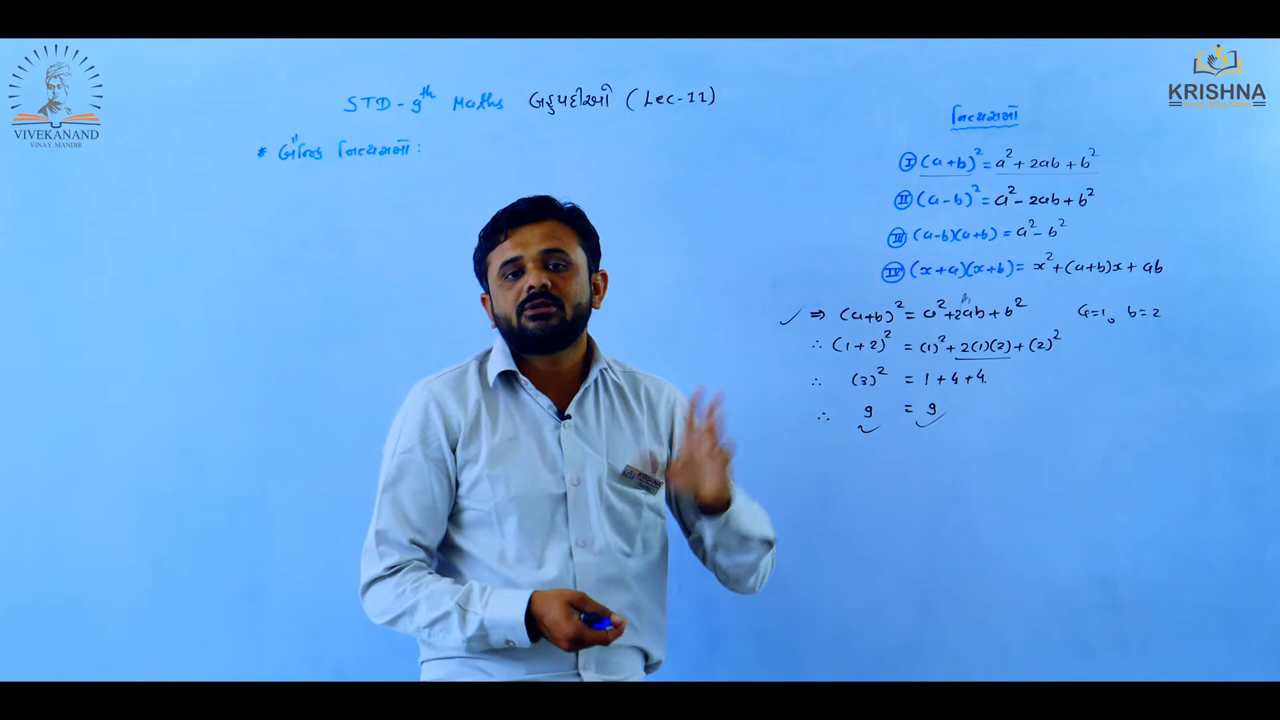 VIVEKANAND
VINAY MANDIR
KRISHNA
STD - 9th Maths બહુપદીઓ (Lec-11)
* બૈજિક નિત્યસમો :
નિત્યસમો
I (a+b)² = a² + 2ab + b²
II (a-b)² = a² - 2ab + b²
III (a-b)(a+b) = a² - b²
IV (x+a)(x+b) = x² + (a+b)x + ab
✓ ⇒ (a+b)² = a² + 2ab + b² a=1, b=2
∴ (1+2)² = (1)² + 2(1)(2) + (2)²
∴ (3)² = 1 + 4 + 4
∴ 9 = 9
KRISHNA